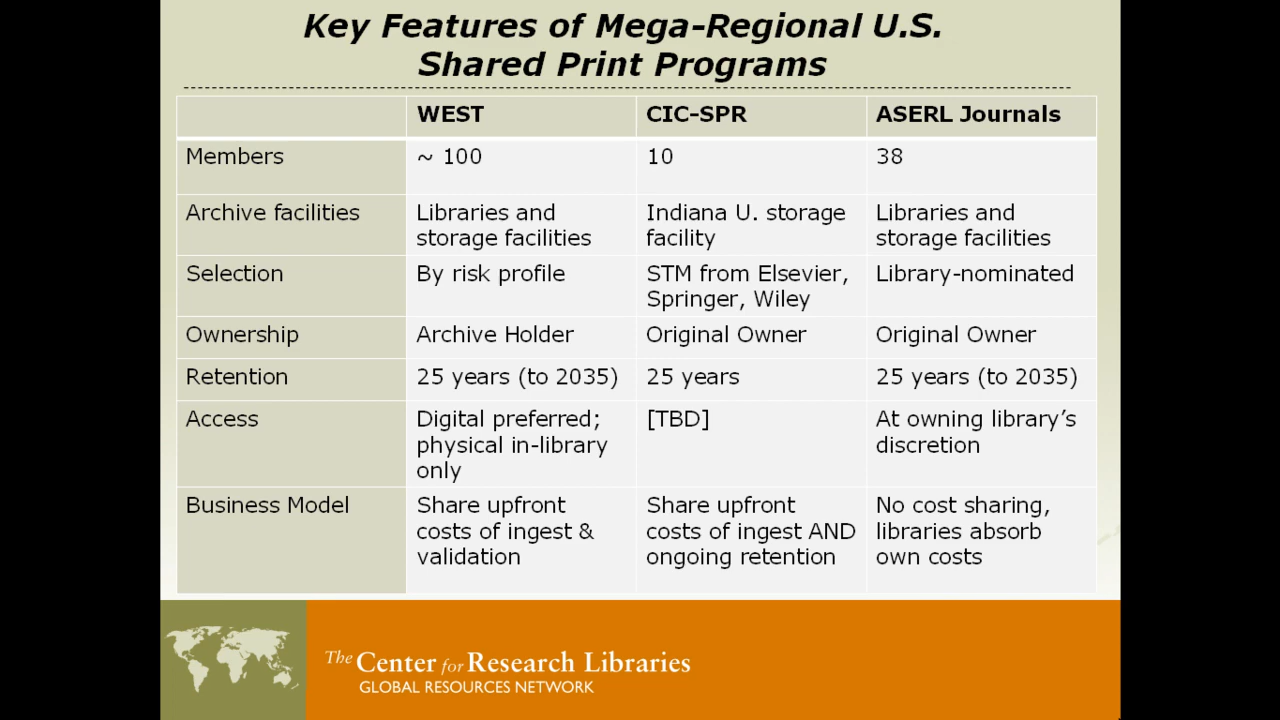 Key Features of Mega-Regional U.S.
Shared Print Programs
WEST CIC-SPR ASERL Journals
Members ~ 100 10 38
Archive facilities Libraries and Indiana U. storage Libraries and
storage facilities facility storage facilities
Selection By risk profile STM from Elsevier, Library-nominated
Springer, Wiley
Ownership Archive Holder Original Owner Original Owner
Retention 25 years (to 2035) 25 years 25 years (to 2035)
Access Digital preferred; [TBD] At owning library’s
physical in-library discretion
only
Business Model Share upfront Share upfront No cost sharing,
costs of ingest & costs of ingest AND libraries absorb
validation ongoing retention own costs
The Center for Research Libraries
GLOBAL RESOURCES NETWORK